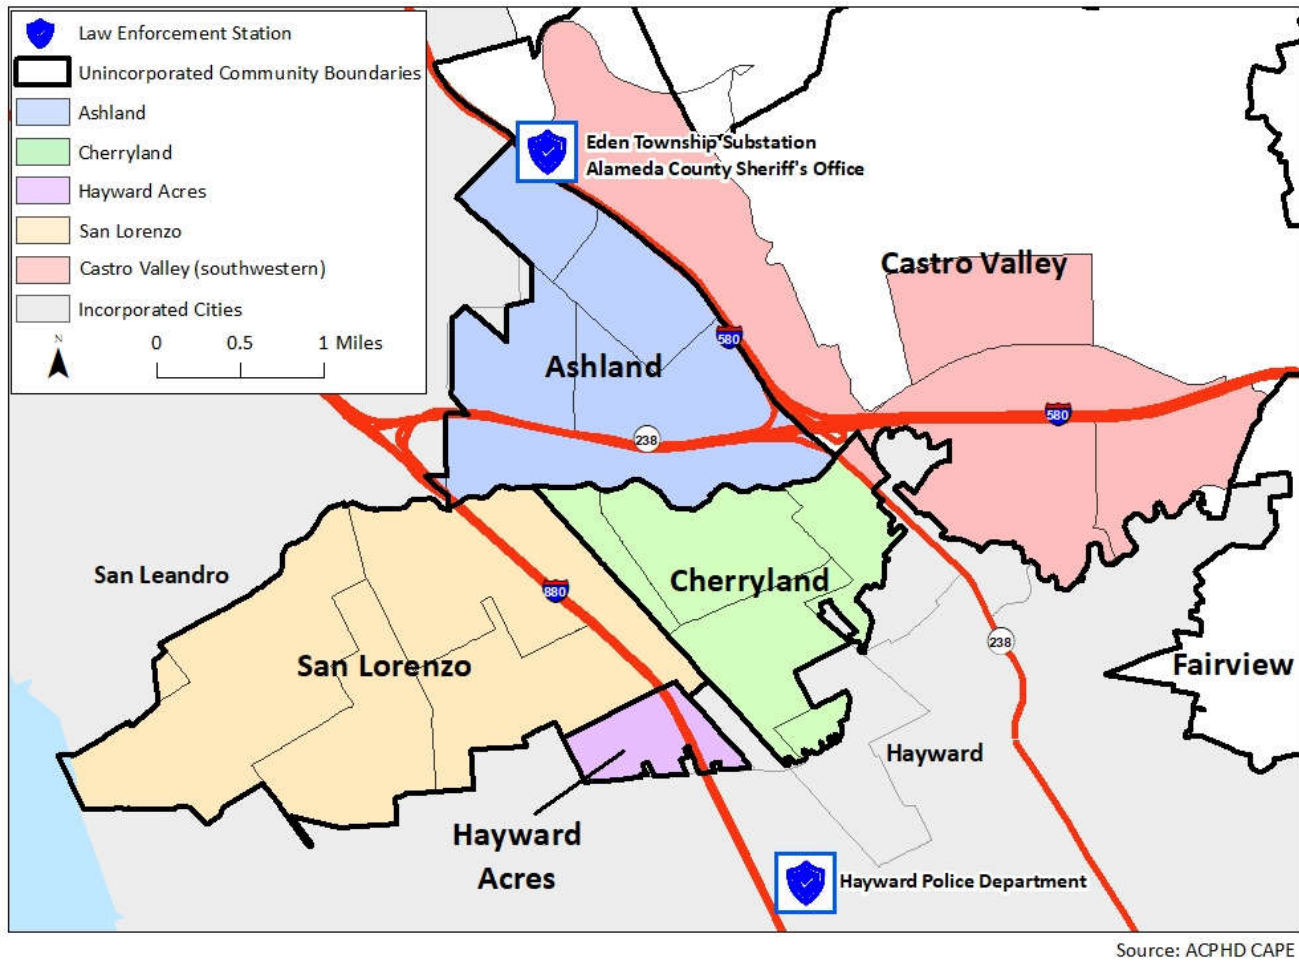 Law Enforcement Station
Unincorporated Community Boundaries
Ashland
Cherryland
Hayward Acres
San Lorenzo
Castro Valley (southwestern)
Incorporated Cities
N
0 0.5 1 Miles
Eden Township Substation
Alameda County Sheriff's Office
Castro Valley
580
Ashland
580
238
San Leandro
Cherryland
880
238
San Lorenzo
Fairview
Hayward
Hayward
Acres
Hayward Police Department
Source: ACPHD CAPE